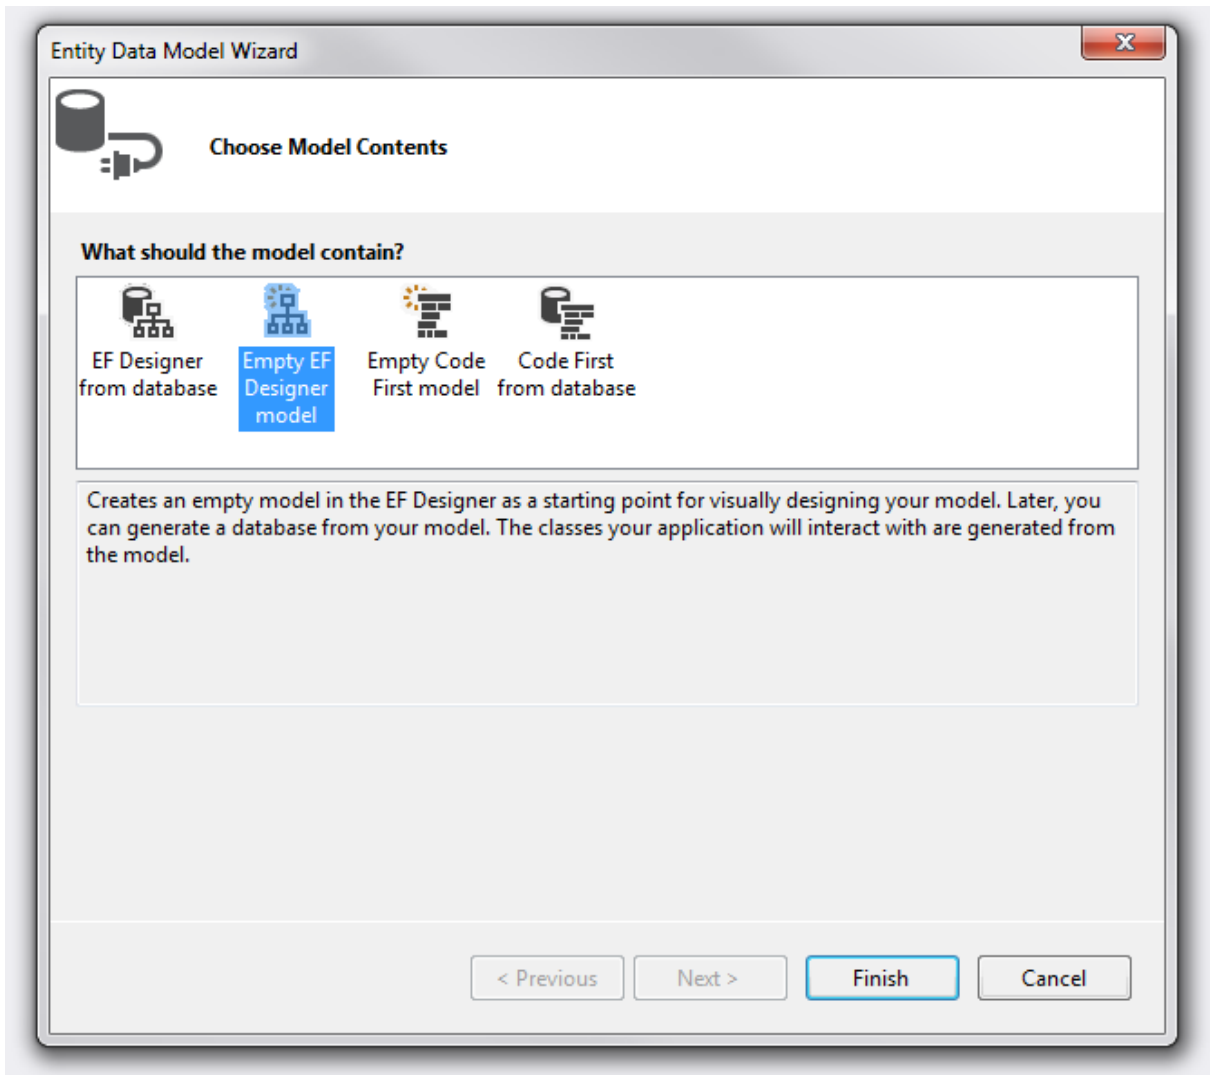 Entity Data Model Wizard
x
Choose Model Contents
What should the model contain?
EF Designer
from database
Empty EF
Designer
model
Empty Code
First model
Code First
from database
Creates an empty model in the EF Designer as a starting point for visually designing your model. Later, you
can generate a database from your model. The classes your application will interact with are generated from
the model.
< Previous
Next >
Finish
Cancel